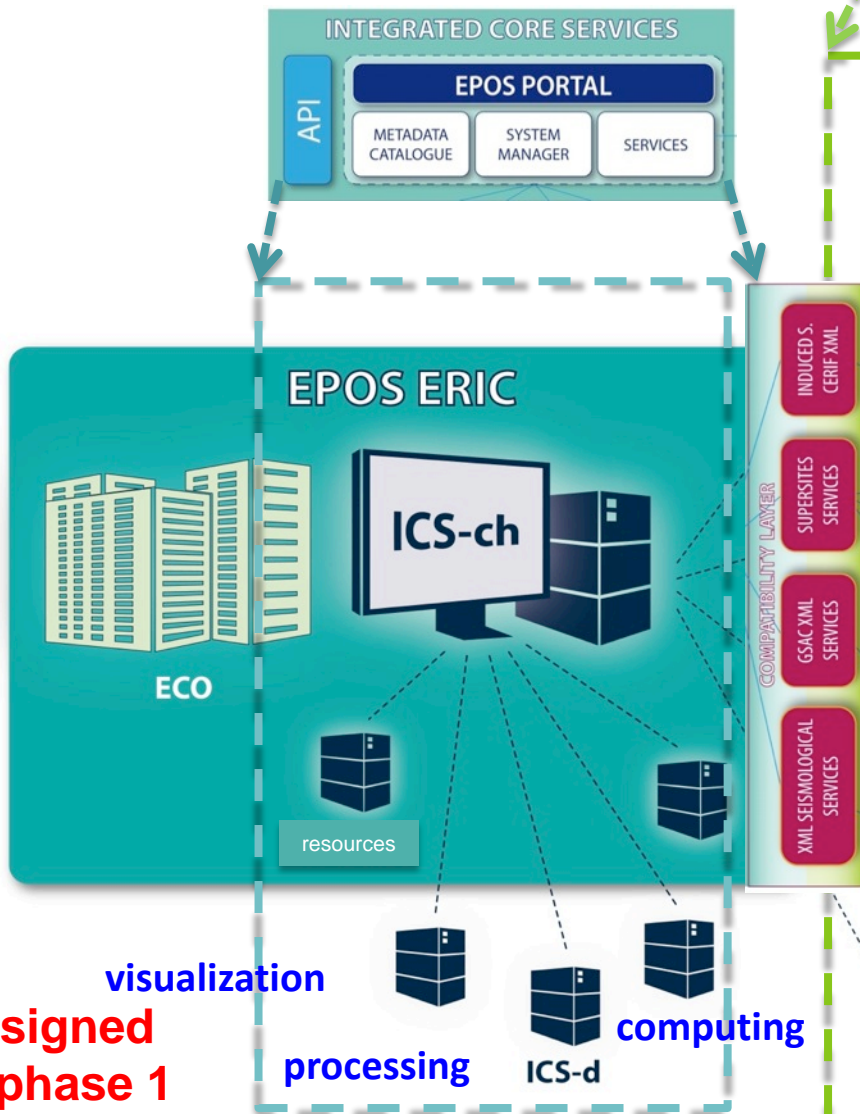 INTEGRATED CORE SERVICES
API
EPOS PORTAL
METADATA
CATALOGUE
SYSTEM
MANAGER
SERVICES
EPOS ERIC
ICS-ch
ECO
resources
COMPATIBILITY LAYER
INDUCED S.
CERIF XML
SUPERSITES
SERVICES
GSAC XML
SERVICES
XML SEISMOLOGICAL
SERVICES
visualization
signed
phase 1
processing
ICS-d
computing